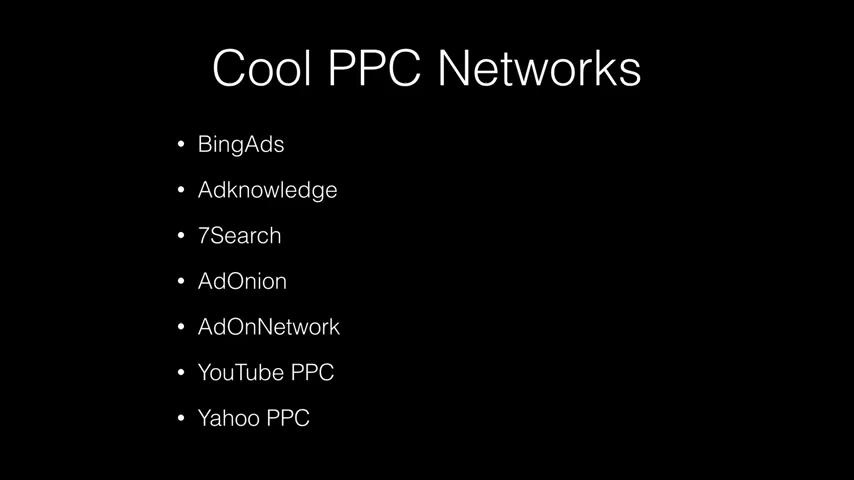 Cool PPC Networks
• BingAds
• Adknowledge
• 7Search
• AdOnion
• AdOnNetwork
• YouTube PPC
• Yahoo PPC